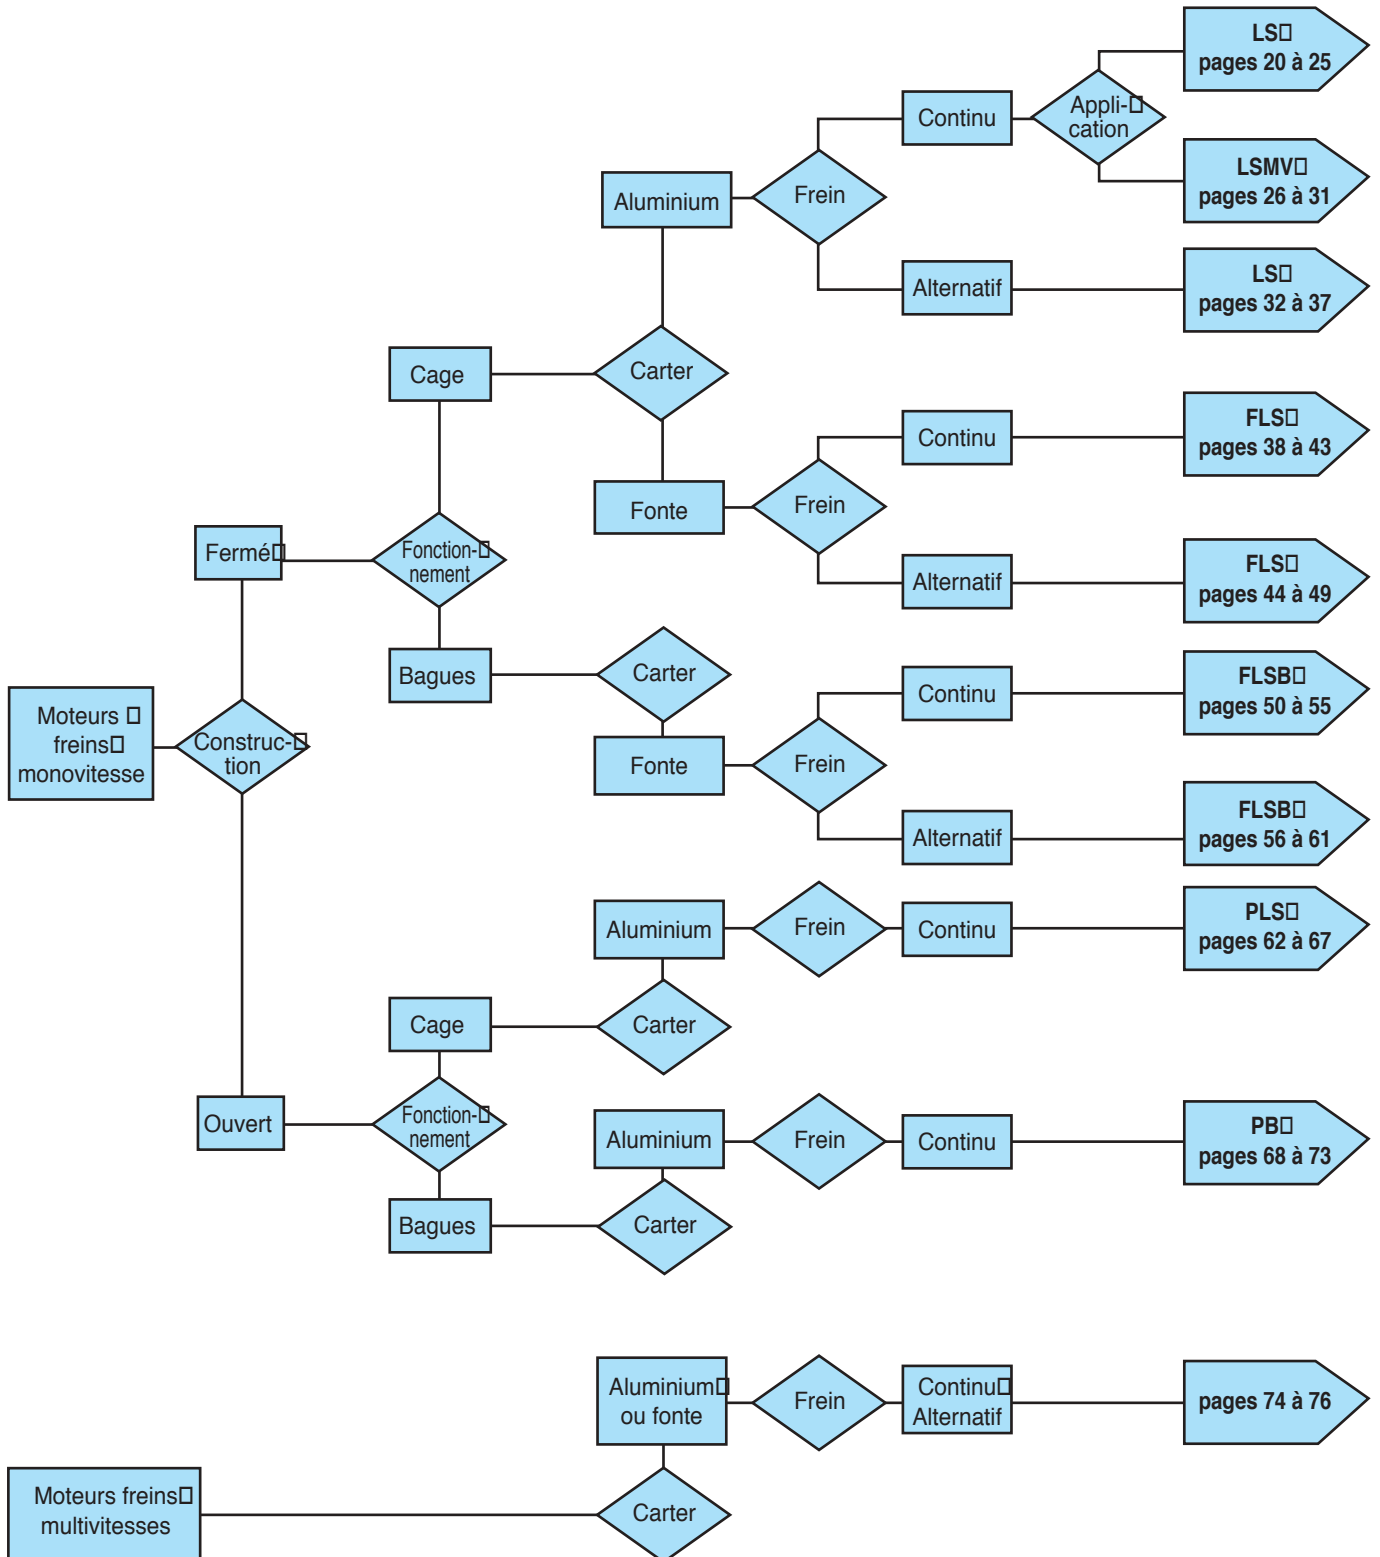 LS
pages 20 à 25
Continu
Appli-
cation
LSMV
pages 26 à 31
Aluminium
Frein
Alternatif
LS
pages 32 à 37
Cage
Carter
Continu
FLS
pages 38 à 43
Fonte
Frein
Fermé
Fonction-
nement
Alternatif
FLS
pages 44 à 49
Bagues
Carter
Continu
FLSB
pages 50 à 55
Moteurs
freins
monovitesse
Construc-
tion
Fonte
Frein
Alternatif
FLSB
pages 56 à 61
Aluminium
Frein
Continu
PLS
pages 62 à 67
Cage
Carter
Ouvert
Fonction-
nement
Aluminium
Frein
Continu
PB
pages 68 à 73
Bagues
Carter
Aluminium
ou fonte
Frein
Continu
Alternatif
pages 74 à 76
Moteurs freins
multivitesses
Carter